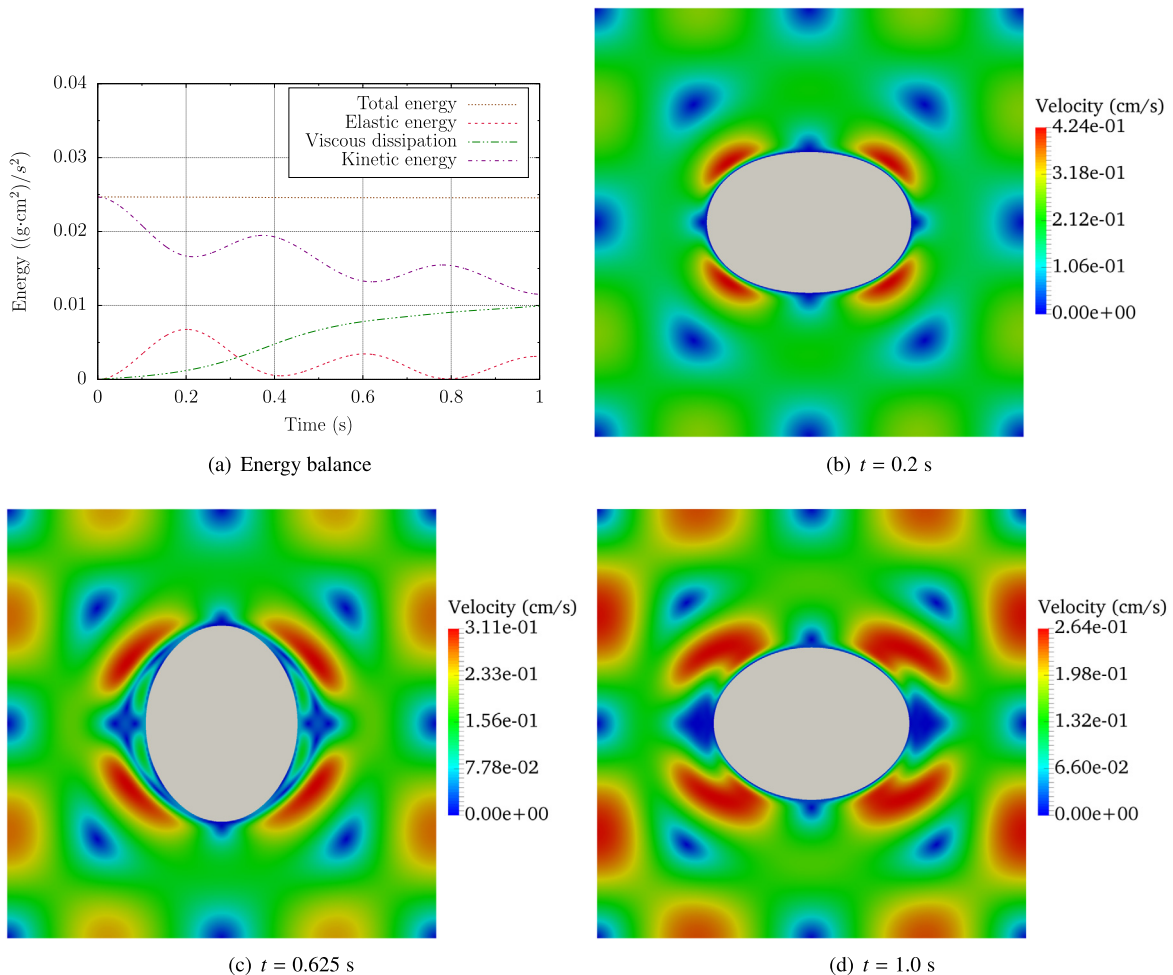 0.04
0.03
0.02
0.01
0
Energy ((g·cm²)/s²)
Total energy
Elastic energy
Viscous dissipation
Kinetic energy
0 0.2 0.4 0.6 0.8 1
Time (s)
(a) Energy balance
Velocity (cm/s)
4.24e-01
3.18e-01
2.12e-01
1.06e-01
0.00e+00
(b) t = 0.2 s
Velocity (cm/s)
3.11e-01
2.33e-01
1.56e-01
7.78e-02
0.00e+00
(c) t = 0.625 s
Velocity (cm/s)
2.64e-01
1.98e-01
1.32e-01
6.60e-02
0.00e+00
(d) t = 1.0 s